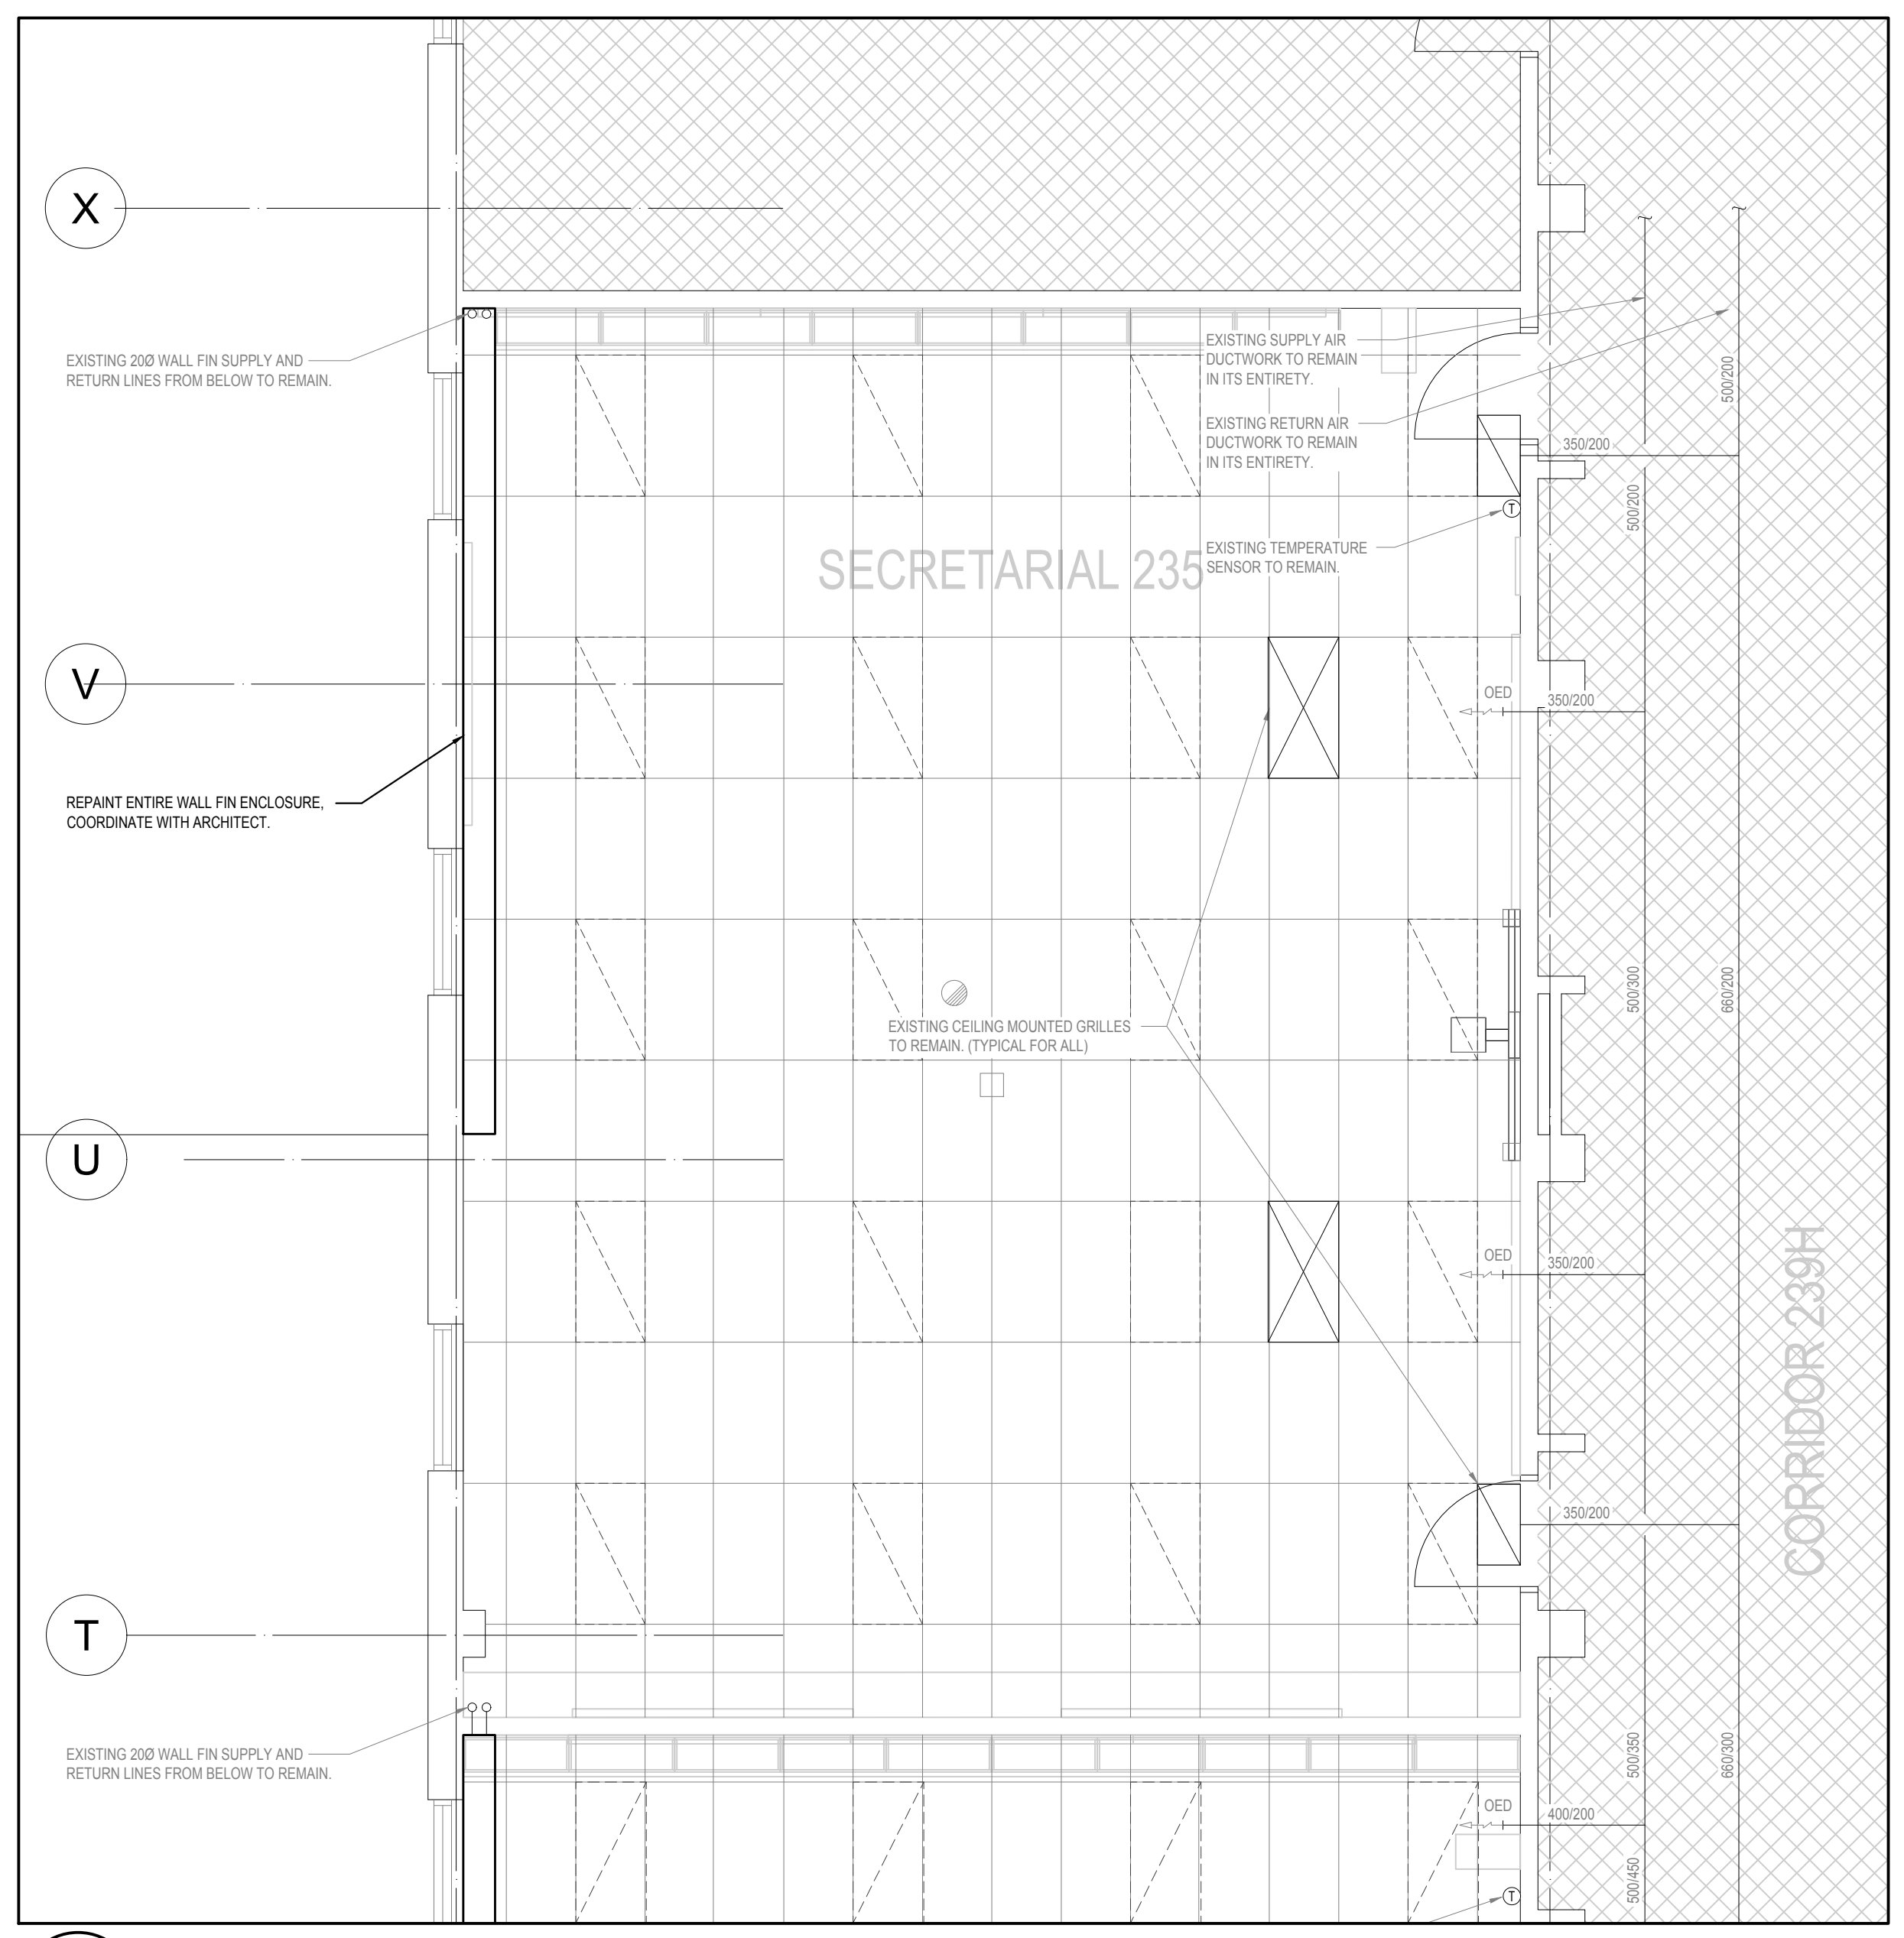 X
EXISTING 20Ø WALL FIN SUPPLY AND
RETURN LINES FROM BELOW TO REMAIN.
EXISTING SUPPLY AIR
DUCTWORK TO REMAIN
IN ITS ENTIRETY.
500/200
EXISTING RETURN AIR
DUCTWORK TO REMAIN
IN ITS ENTIRETY.
350/200
500/200
T
EXISTING TEMPERATURE
SENSOR TO REMAIN.
SECRETARIAL 235
V
OED
350/200
REPAINT ENTIRE WALL FIN ENCLOSURE,
COORDINATE WITH ARCHITECT.
500/300
660/200
EXISTING CEILING MOUNTED GRILLES
TO REMAIN. (TYPICAL FOR ALL)
U
OED
350/200
CORRIDOR 239H
350/200
T
EXISTING 20Ø WALL FIN SUPPLY AND
RETURN LINES FROM BELOW TO REMAIN.
500/350
660/300
OED
400/200
500/450
T